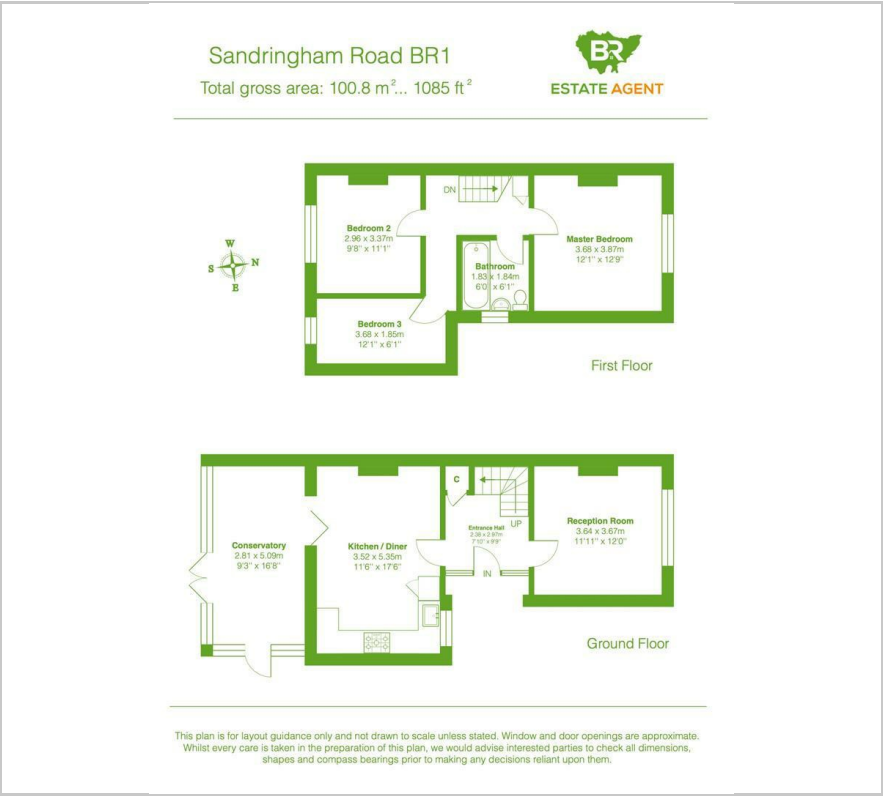 Sandringham Road BR1
Total gross area: 100.8 m²... 1085 ft²
BR
ESTATE AGENT
DN
Bedroom 2
2.96 x 3.37m
9'8" x 11'1"
Master Bedroom
3.68 x 3.87m
12'1" x 12'9"
Bathroom
1.83 x 1.84m
6'0" x 6'1"
W
S
N
E
Bedroom 3
3.68 x 1.85m
12'1" x 6'1"
First Floor
C
UP
Entrance Hall
2.38 x 2.97m
7'10" x 9'9"
IN
Reception Room
3.64 x 3.67m
11'11" x 12'0"
Conservatory
2.81 x 5.09m
9'3" x 16'8"
Kitchen / Diner
3.52 x 5.35m
11'6" x 17'6"
Ground Floor
This plan is for layout guidance only and not drawn to scale unless stated. Window and door openings are approximate.
Whilst every care is taken in the preparation of this plan, we would advise interested parties to check all dimensions,
shapes and compass bearings prior to making any decisions reliant upon them.